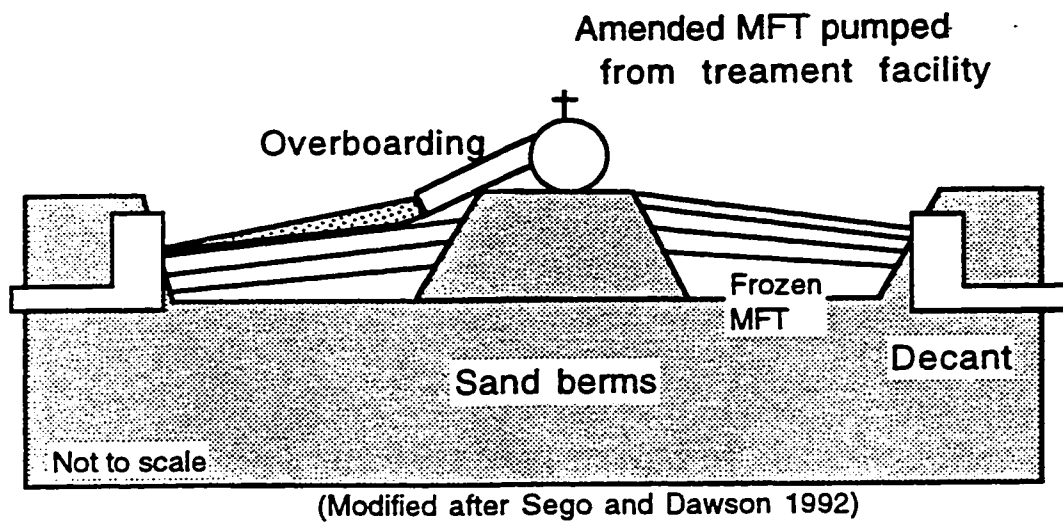 Amended MFT pumped
from treament facility
Overboarding
Frozen
MFT
Decant
Sand berms
Not to scale
(Modified after Sego and Dawson 1992)